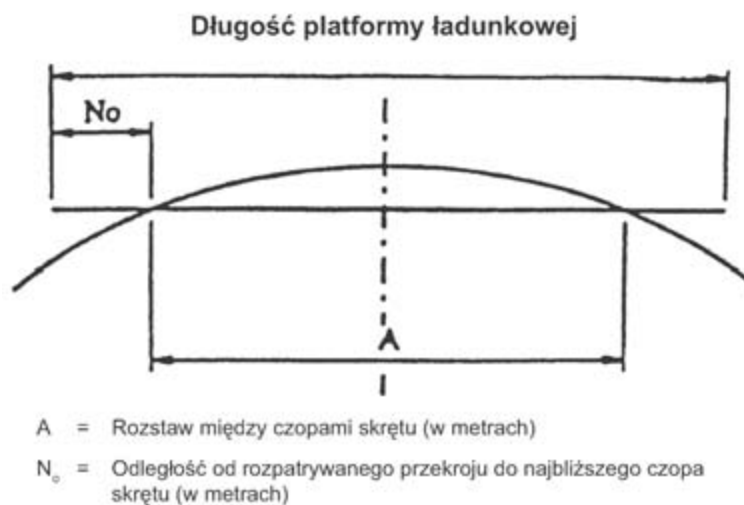 Długość platformy ładunkowej
No
A
A = Rozstaw między czopami skrętu (w metrach)
N₀ = Odległość od rozpatrywanego przekroju do najbliższego czopa
skrętu (w metrach)